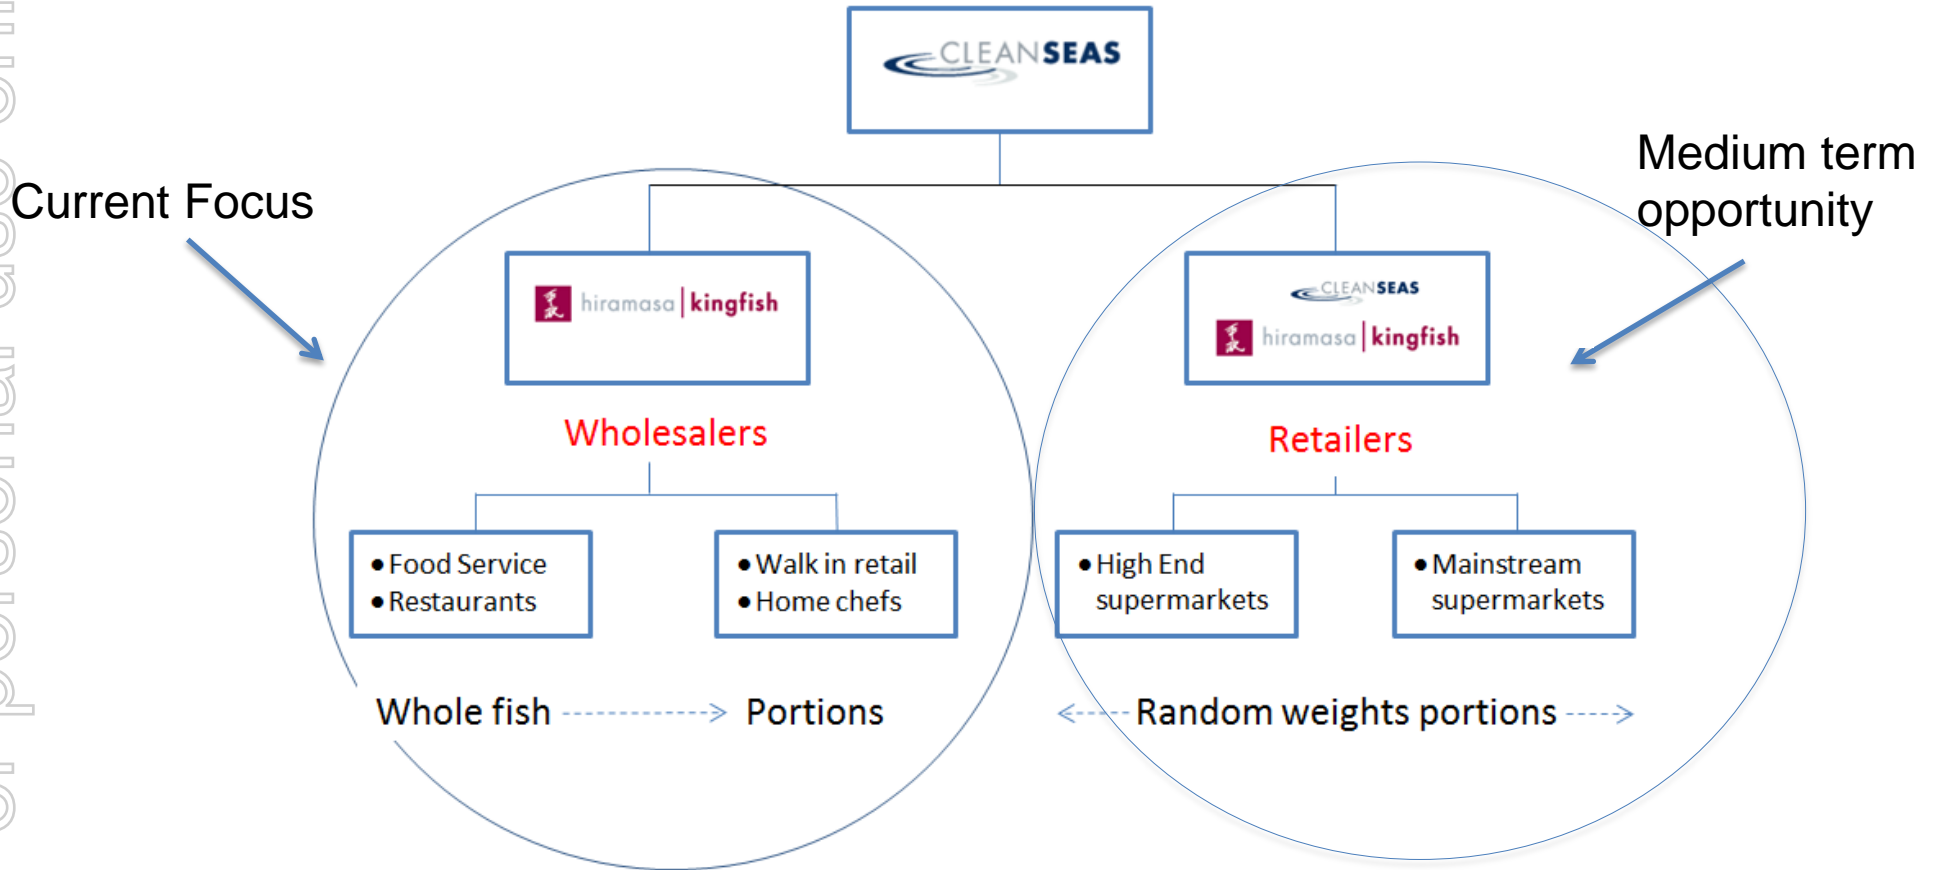 CLEANSEAS
Current Focus
Medium term
opportunity
hiramasa kingfish
CLEANSEAS
hiramasa kingfish
Wholesalers
Retailers
• Food Service
• Restaurants
• Walk in retail
• Home chefs
• High End
supermarkets
• Mainstream
supermarkets
Whole fish
Portions
Random weights portions